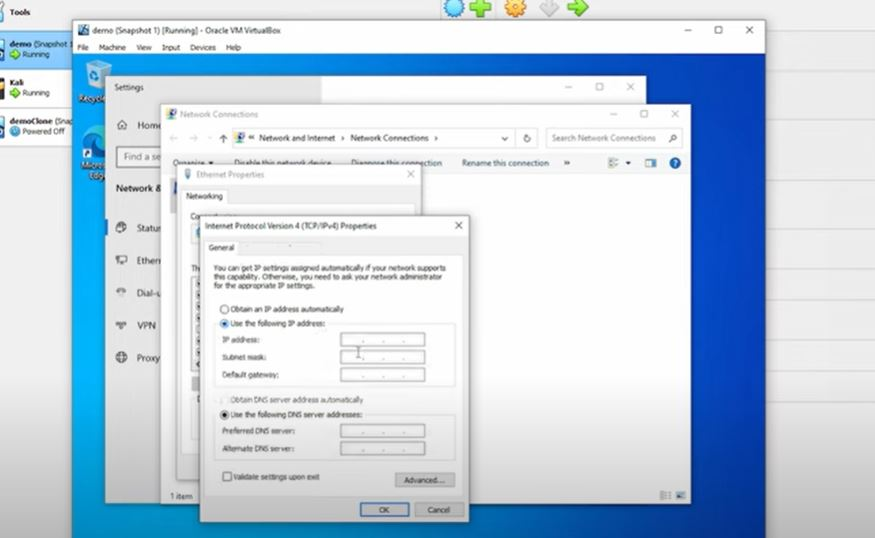 Tools
demo (Snapshot 1
Running
Kali
Running
demoClone (Snap
Powered Off
demo (Snapshot 1) [Running] - Oracle VM VirtualBox
File Machine View Input Devices Help
Recycle
Micros
Edg
Settings
Home
Find a se
Network &
Status
Ether
Dial-u
VPN
Proxy
Network Connections
« Network and Internet › Network Connections ›
Search Network Connections
Organize Disable this network device Diagnose this connection Rename this connection »
1 item
Ethernet Properties
Networking
Internet Protocol Version 4 (TCP/IPv4) Properties
General
You can get IP settings assigned automatically if your network supports
this capability. Otherwise, you need to ask your network administrator
for the appropriate IP settings.
Obtain an IP address automatically
Use the following IP address:
IP address:
Subnet mask:
Default gateway:
Obtain DNS server address automatically
Use the following DNS server addresses:
Preferred DNS server:
Alternate DNS server:
Validate settings upon exit
Advanced...
OK Cancel